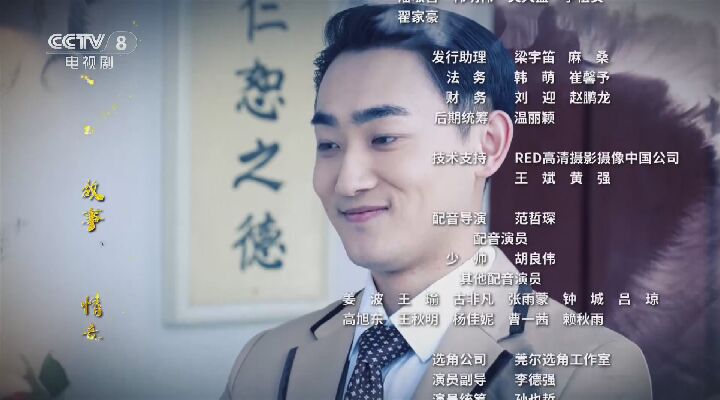 CCTV 8
电视剧
仁恕之德
故事
情长
翟家豪
发行助理 梁宇笛 麻 桑
法 务 韩 萌 崔馨予
财 务 刘 迎 赵鹏龙
后期统筹 温丽颖
技术支持 RED高清摄影摄像中国公司
王 斌 黄 强
配音导演 范哲琛
配音演员
少 帅 胡良伟
其他配音演员
姜 波 王 瑜 古非凡 张雨蒙 钟 城 吕 琼
高旭东 王秋明 杨佳妮 曹一茜 赖秋雨
选角公司 莞尔选角工作室
演员副导 李德强